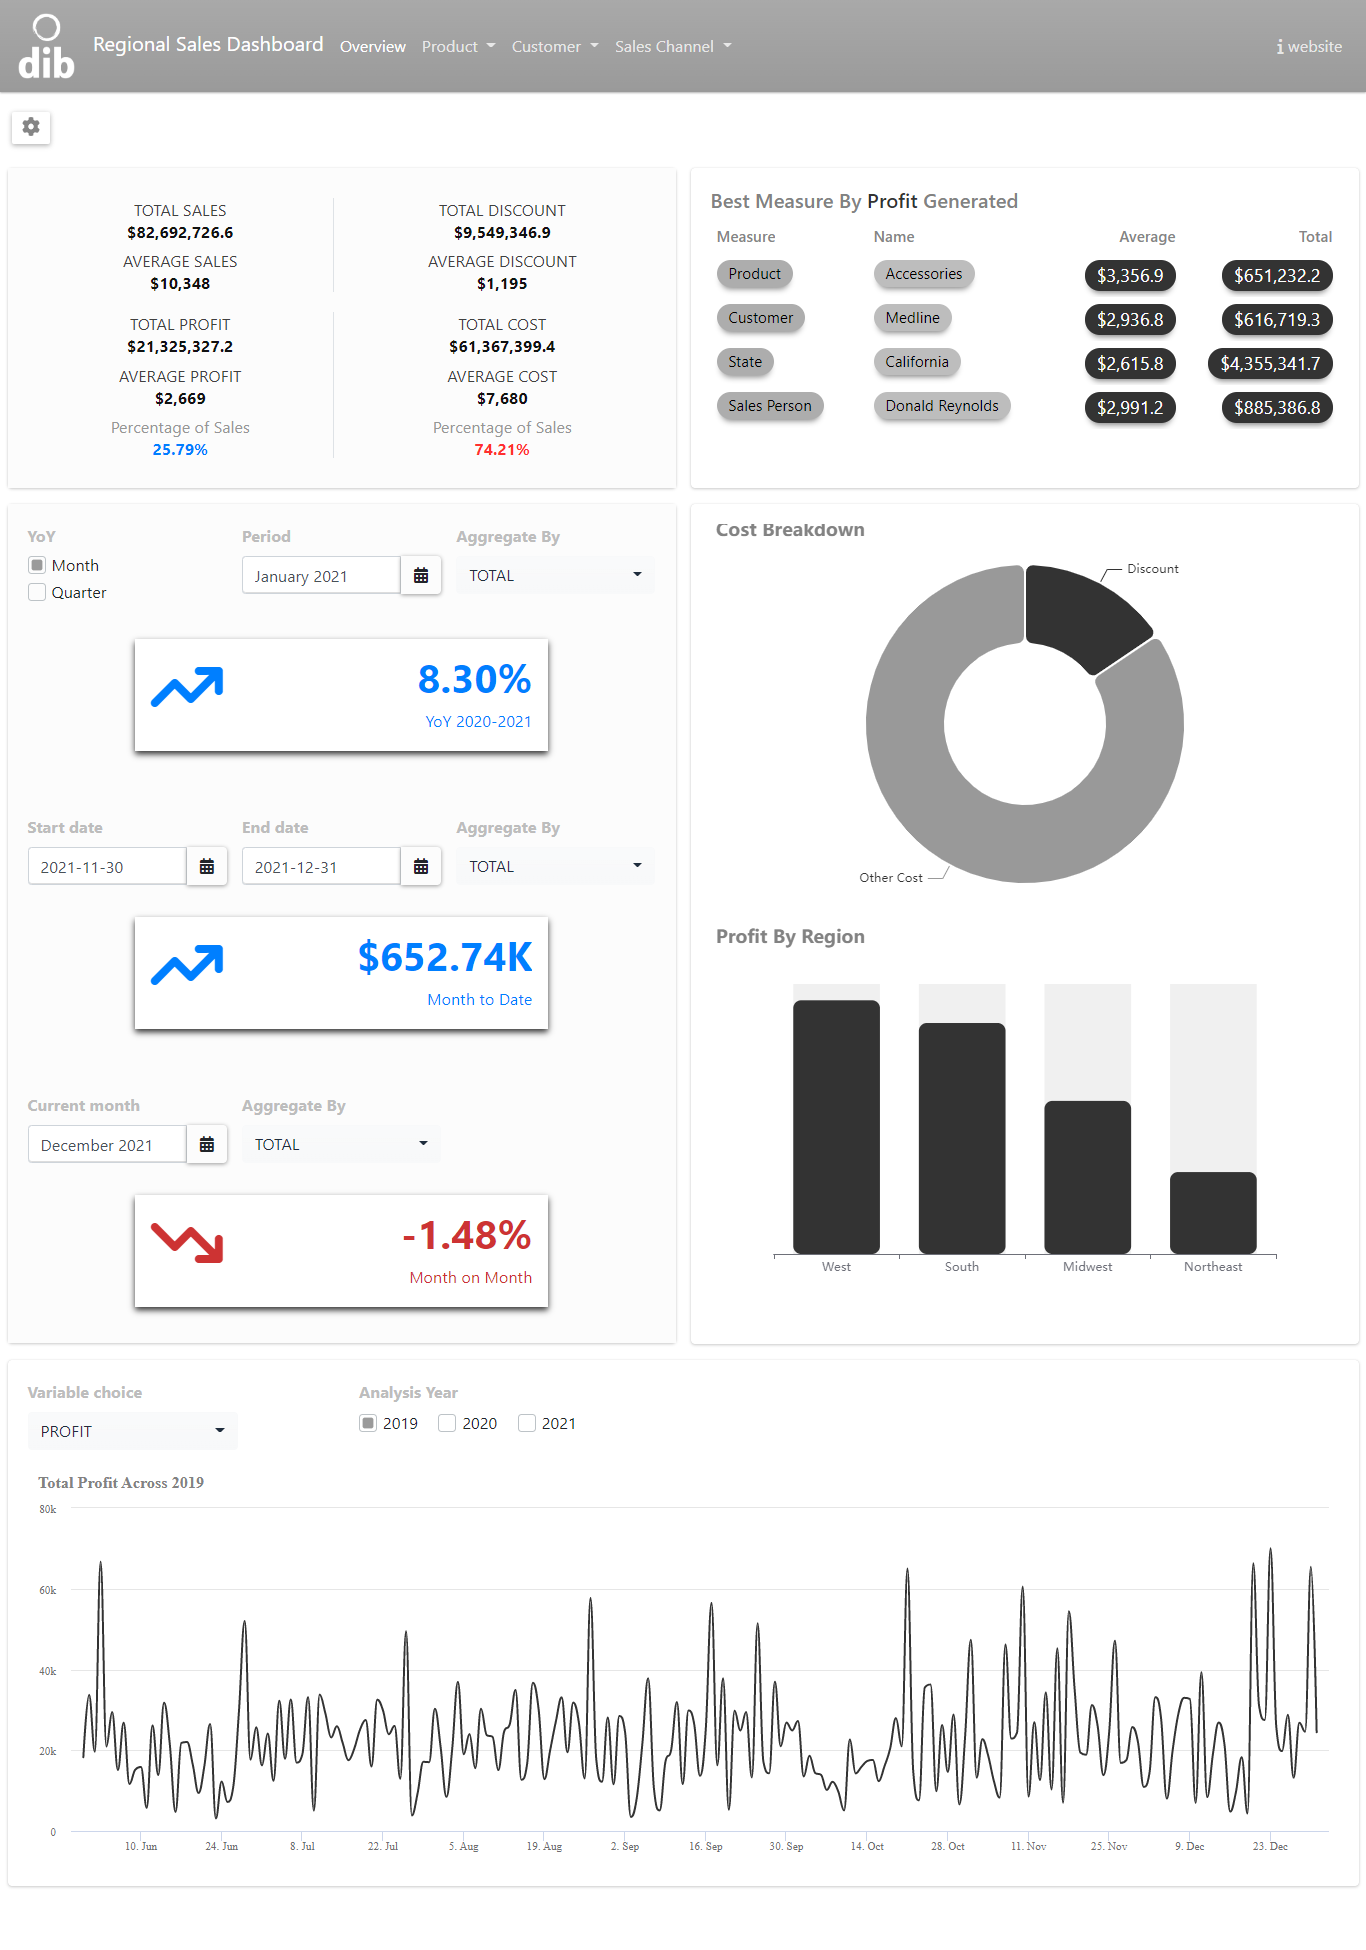 dib
Regional Sales Dashboard Overview Product Customer Sales Channel i website
TOTAL SALES
$82,692,726.6
AVERAGE SALES
$10,348
TOTAL DISCOUNT
$9,549,346.9
AVERAGE DISCOUNT
$1,195
TOTAL PROFIT
$21,325,327.2
AVERAGE PROFIT
$2,669
Percentage of Sales
25.79%
TOTAL COST
$61,367,399.4
AVERAGE COST
$7,680
Percentage of Sales
74.21%
Best Measure By Profit Generated
Measure Name Average Total
Product Accessories $3,356.9 $651,232.2
Customer Medline $2,936.8 $616,719.3
State California $2,615.8 $4,355,341.7
Sales Person Donald Reynolds $2,991.2 $885,386.8
YoY Period Aggregate By
Month
Quarter
January 2021
TOTAL
8.30%
YoY 2020-2021
Start date End date Aggregate By
2021-11-30 2021-12-31 TOTAL
$652.74K
Month to Date
Current month Aggregate By
December 2021 TOTAL
-1.48%
Month on Month
Cost Breakdown
Discount
Other Cost
Profit By Region
West South Midwest Northeast
Variable choice Analysis Year
PROFIT 2019 2020 2021
Total Profit Across 2019
80k
60k
40k
20k
0
10. Jun 24. Jun 8. Jul 22. Jul 5. Aug 19. Aug 2. Sep 16. Sep 30. Sep 14. Oct 28. Oct 11. Nov 25. Nov 9. Dec 23. Dec